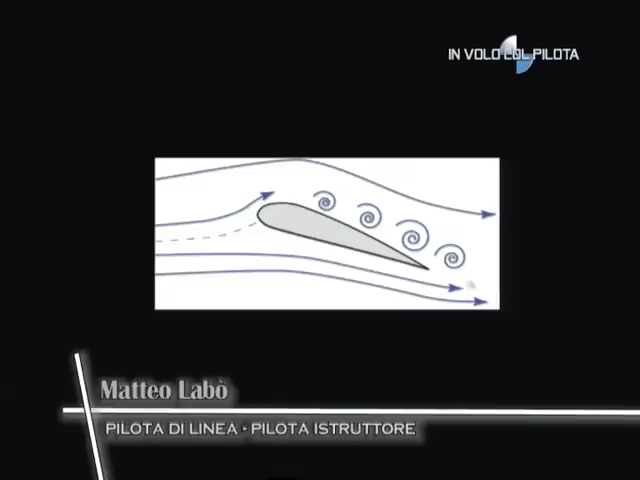 IN VOLO COL PILOTA
Matteo Labò
PILOTA DI LINEA - PILOTA ISTRUTTORE